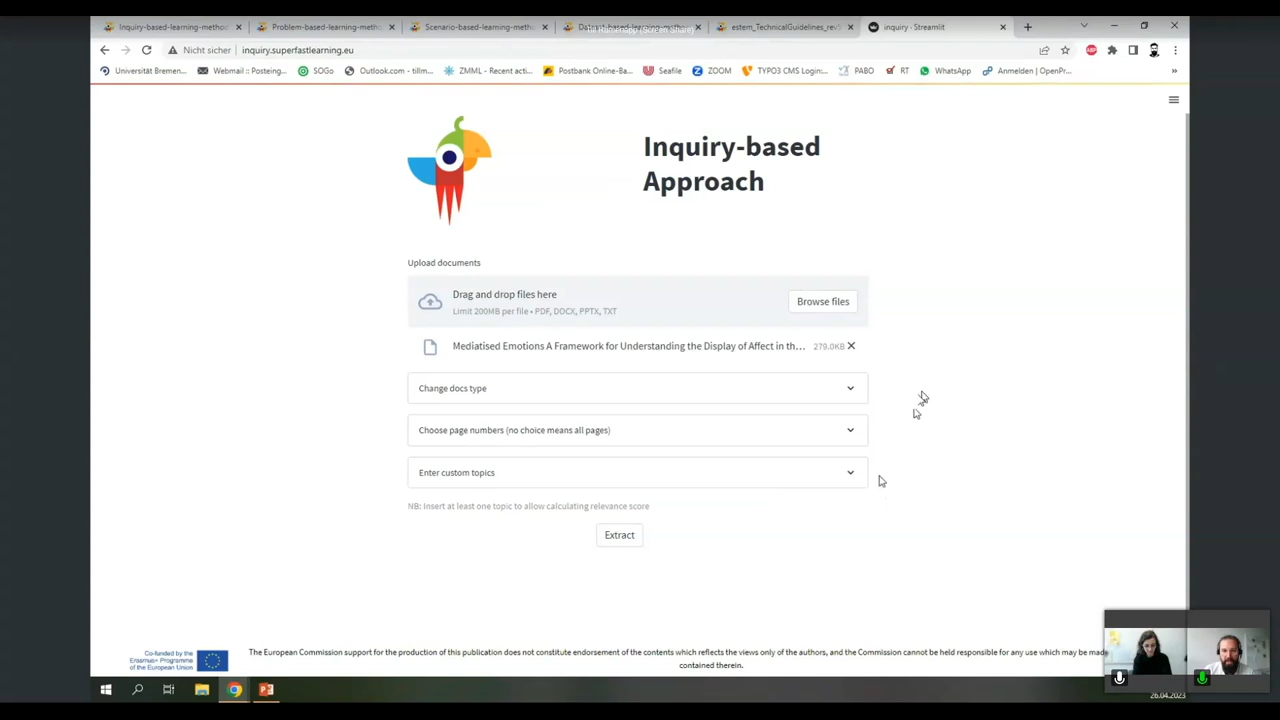 Inquiry-based-learning-metho
Problem-based-learning-meth
Scenario-based-learning-meth
estem_TechnicalGuidelines_rev
inquiry · Streamlit
Nicht sicher
inquiry.superfastlearning.eu
Universität Bremen...
Webmail :: Posteing...
SOGo
Outlook.com - tillm...
ZMML - Recent acti...
Postbank Online-Ba...
Seafile
ZOOM
TYPO3 CMS Login:...
PABO
RT
WhatsApp
Anmelden | OpenPr...
»
Inquiry-based
Approach
Upload documents
Drag and drop files here
Limit 200MB per file • PDF, DOCX, PPTX, TXT
Browse files
Mediatised Emotions A Framework for Understanding the Display of Affect in th...
279.0KB
Change docs type
Choose page numbers (no choice means all pages)
Enter custom topics
NB: Insert at least one topic to allow calculating relevance score
Extract
Co-funded by the
Erasmus+ Programme
of the European Union
The European Commission support for the production of this publication does not constitute endorsement of the contents which reflects the views only of the authors, and the Commission cannot be held responsible for any use which may be made
contained therein.
26.04.2023